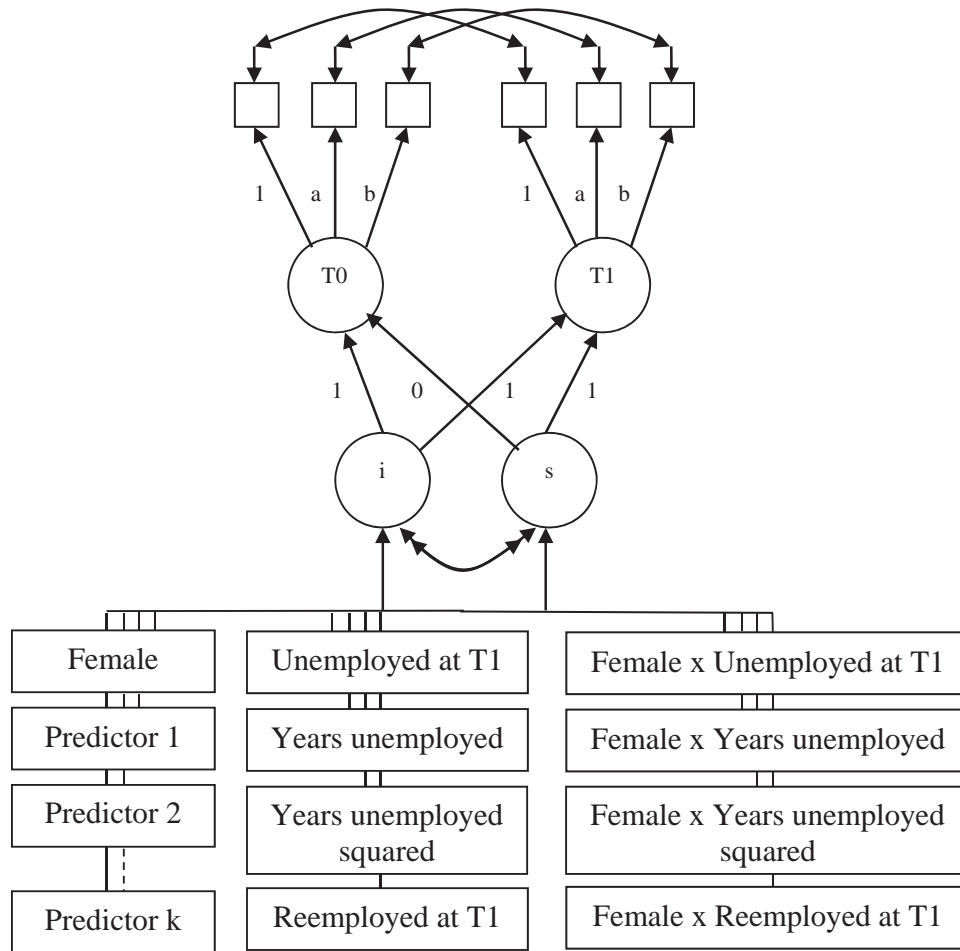 1 a b 1 a b
T0 T1
1 0 1 1
i s
Female
Unemployed at T1
Female x Unemployed at T1
Predictor 1
Years unemployed
Female x Years unemployed
Predictor 2
Years unemployed
squared
Female x Years unemployed
squared
Predictor k
Reemployed at T1
Female x Reemployed at T1